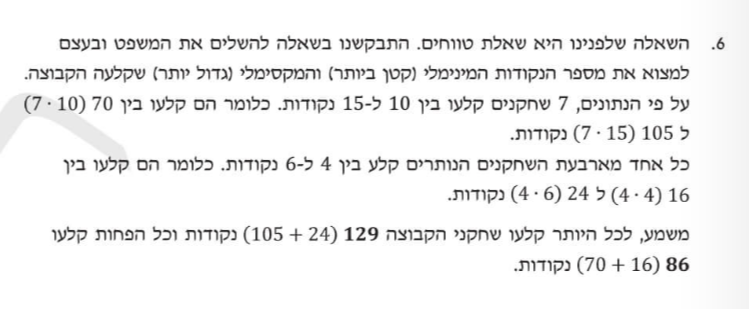 6. השאלה שלפנינו היא שאלת טווחים. התבקשנו בשאלה להשלים את המשפט ובעצם
למצוא את מספר הנקודות המינימלי (קטן ביותר) והמקסימלי (גדול יותר) שקלעה הקבוצה.
על פי הנתונים, 7 שחקנים קלעו בין 10 ל-15 נקודות. כלומר הם קלעו בין 70 (7 · 10)
ל 105 (7 · 15) נקודות.
כל אחד מארבעת השחקנים הנותרים קלע בין 4 ל-6 נקודות. כלומר הם קלעו בין
16 (4 · 4) ל 24 (4 · 6) נקודות.
משמע, לכל היותר קלעו שחקני הקבוצה 129 (105 + 24) נקודות וכל הפחות קלעו
86 (70 + 16) נקודות.